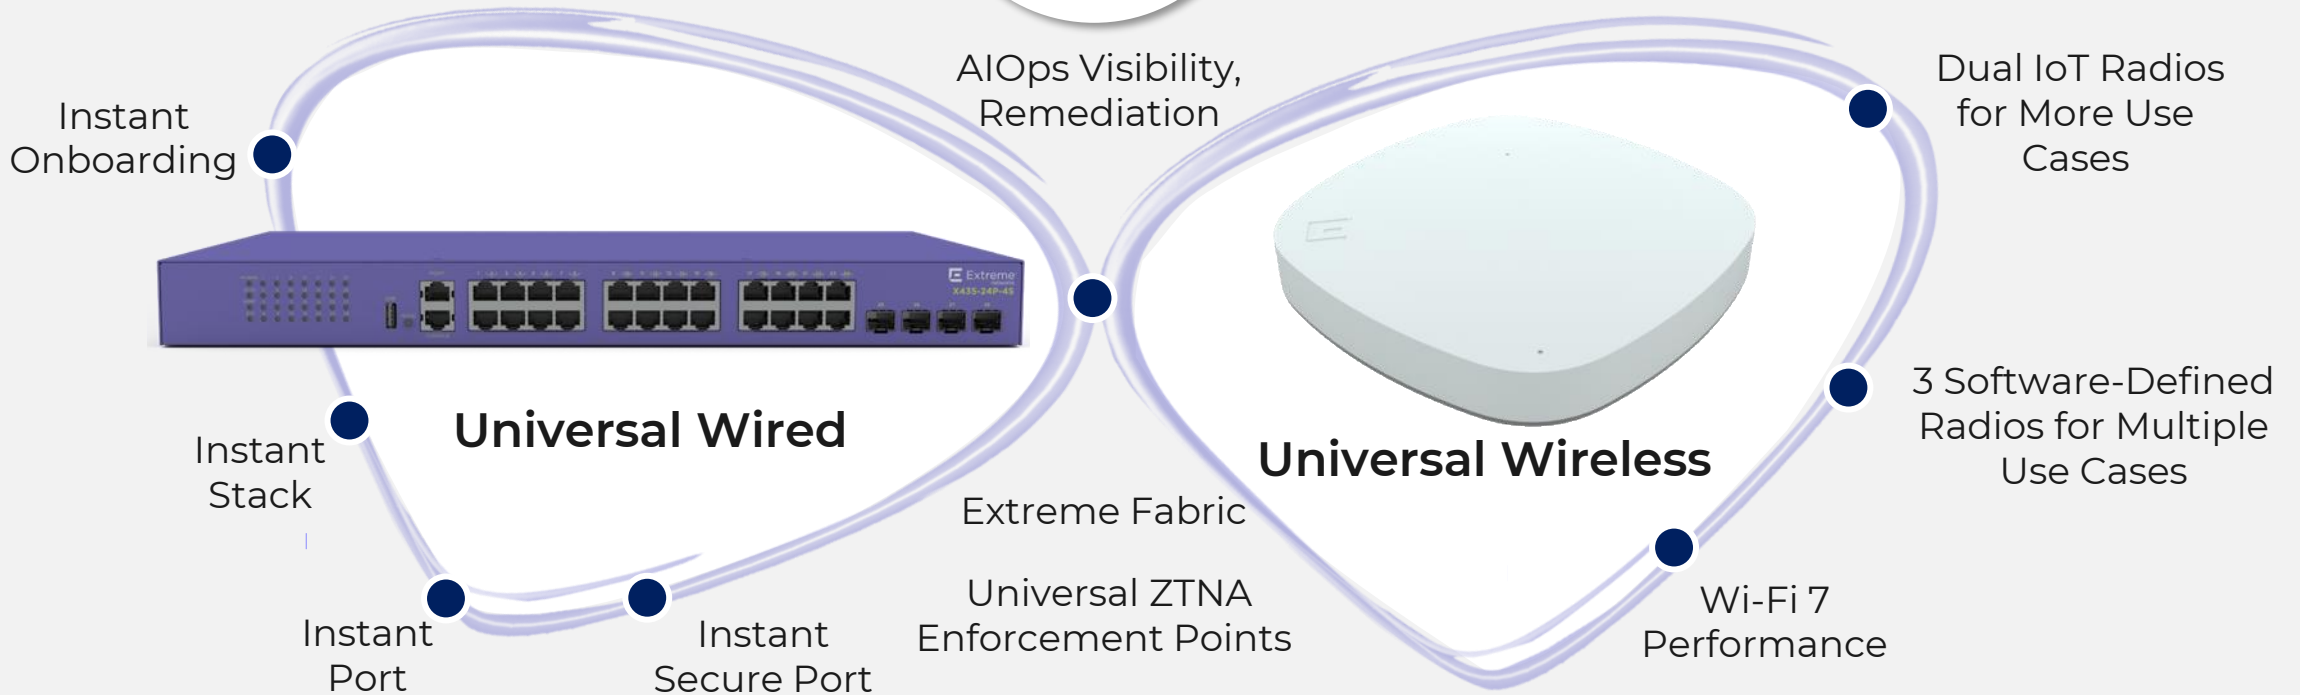 Instant
Onboarding
AIOps Visibility,
Remediation
Dual IoT Radios
for More Use
Cases
Extreme
networks
X435-24P-4S
Universal Wired
Instant
Stack
Instant
Port
Instant
Secure Port
Extreme Fabric
Universal ZTNA
Enforcement Points
Universal Wireless
3 Software-Defined
Radios for Multiple
Use Cases
Wi-Fi 7
Performance